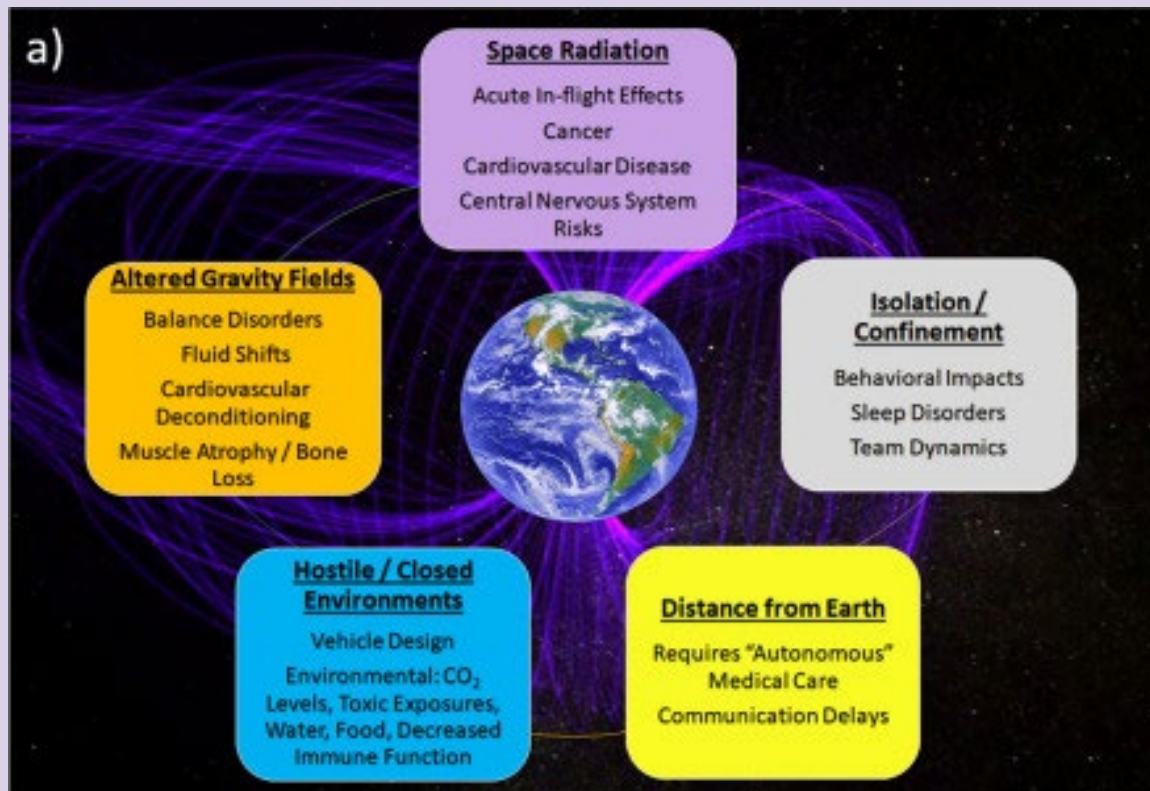 a)
Space Radiation
Acute In-flight Effects
Cancer
Cardiovascular Disease
Central Nervous System
Risks
Altered Gravity Fields
Balance Disorders
Fluid Shifts
Cardiovascular
Deconditioning
Muscle Atrophy / Bone
Loss
Isolation /
Confinement
Behavioral Impacts
Sleep Disorders
Team Dynamics
Hostile / Closed
Environments
Vehicle Design
Environmental: CO₂
Levels, Toxic Exposures,
Water, Food, Decreased
Immune Function
Distance from Earth
Requires “Autonomous”
Medical Care
Communication Delays